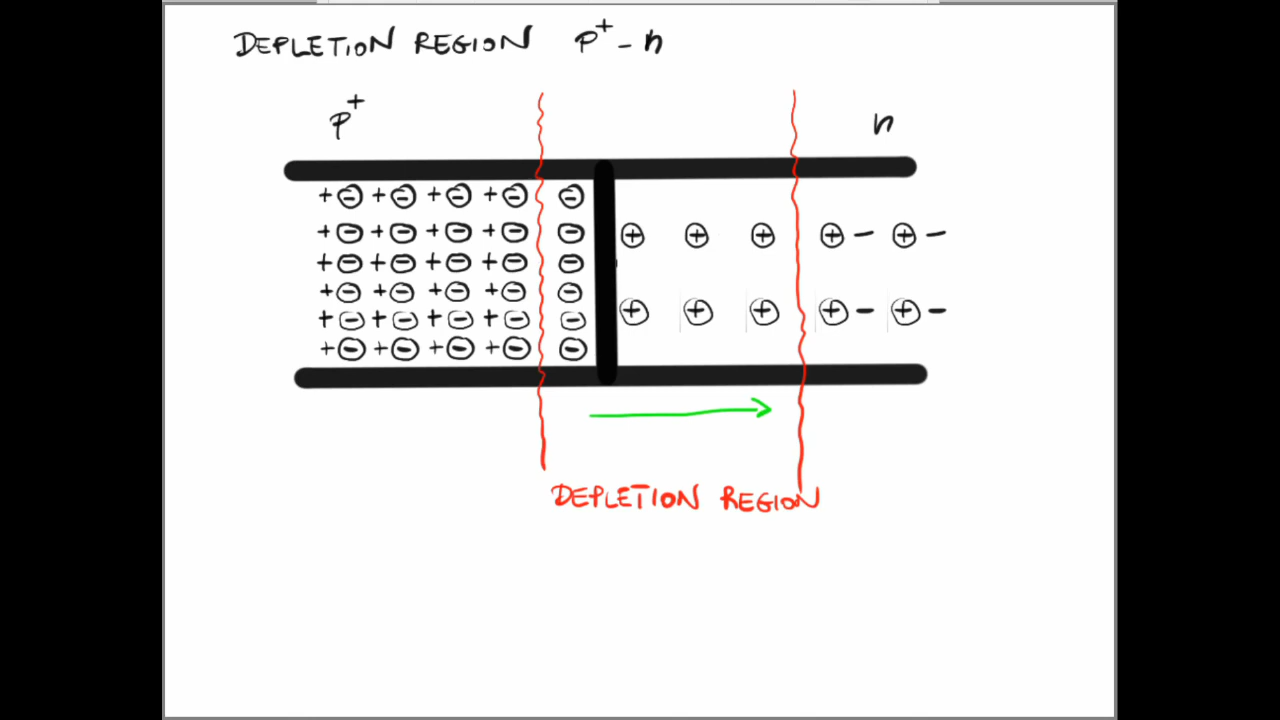 DEPLETION REGION P⁺ - n
P⁺ n
+ ⊖ + ⊖ + ⊖ + ⊖ ⊖
+ ⊖ + ⊖ + ⊖ + ⊖ ⊖ ⊕ ⊕ ⊕ ⊕ - ⊕ -
+ ⊖ + ⊖ + ⊖ + ⊖ ⊖
+ ⊖ + ⊖ + ⊖ + ⊖ ⊖
+ ⊖ + ⊖ + ⊖ + ⊖ ⊖ ⊕ ⊕ ⊕ ⊕ - ⊕ -
+ ⊖ + ⊖ + ⊖ + ⊖ ⊖
DEPLETION REGION